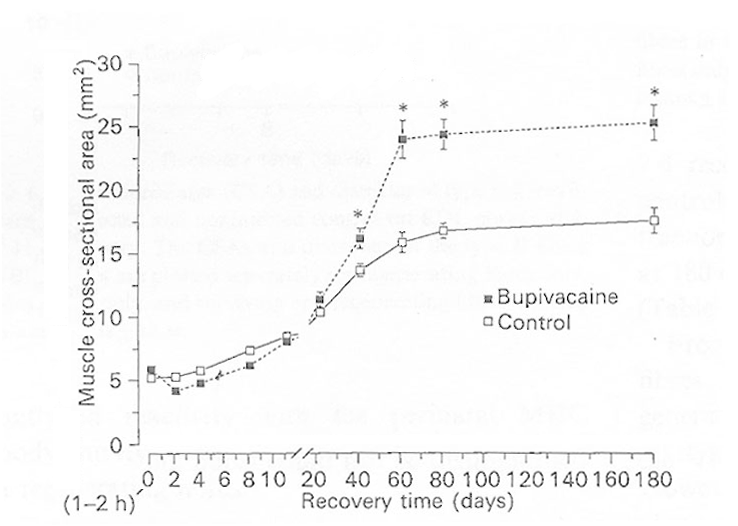 Muscle cross-sectional area (mm²)
30
25
20
15
10
5
0
* * * *
Bupivacaine
Control
0 2 4 6 8 10 20 40 60 80 100 120 140 160 180
(1–2 h)
Recovery time (days)